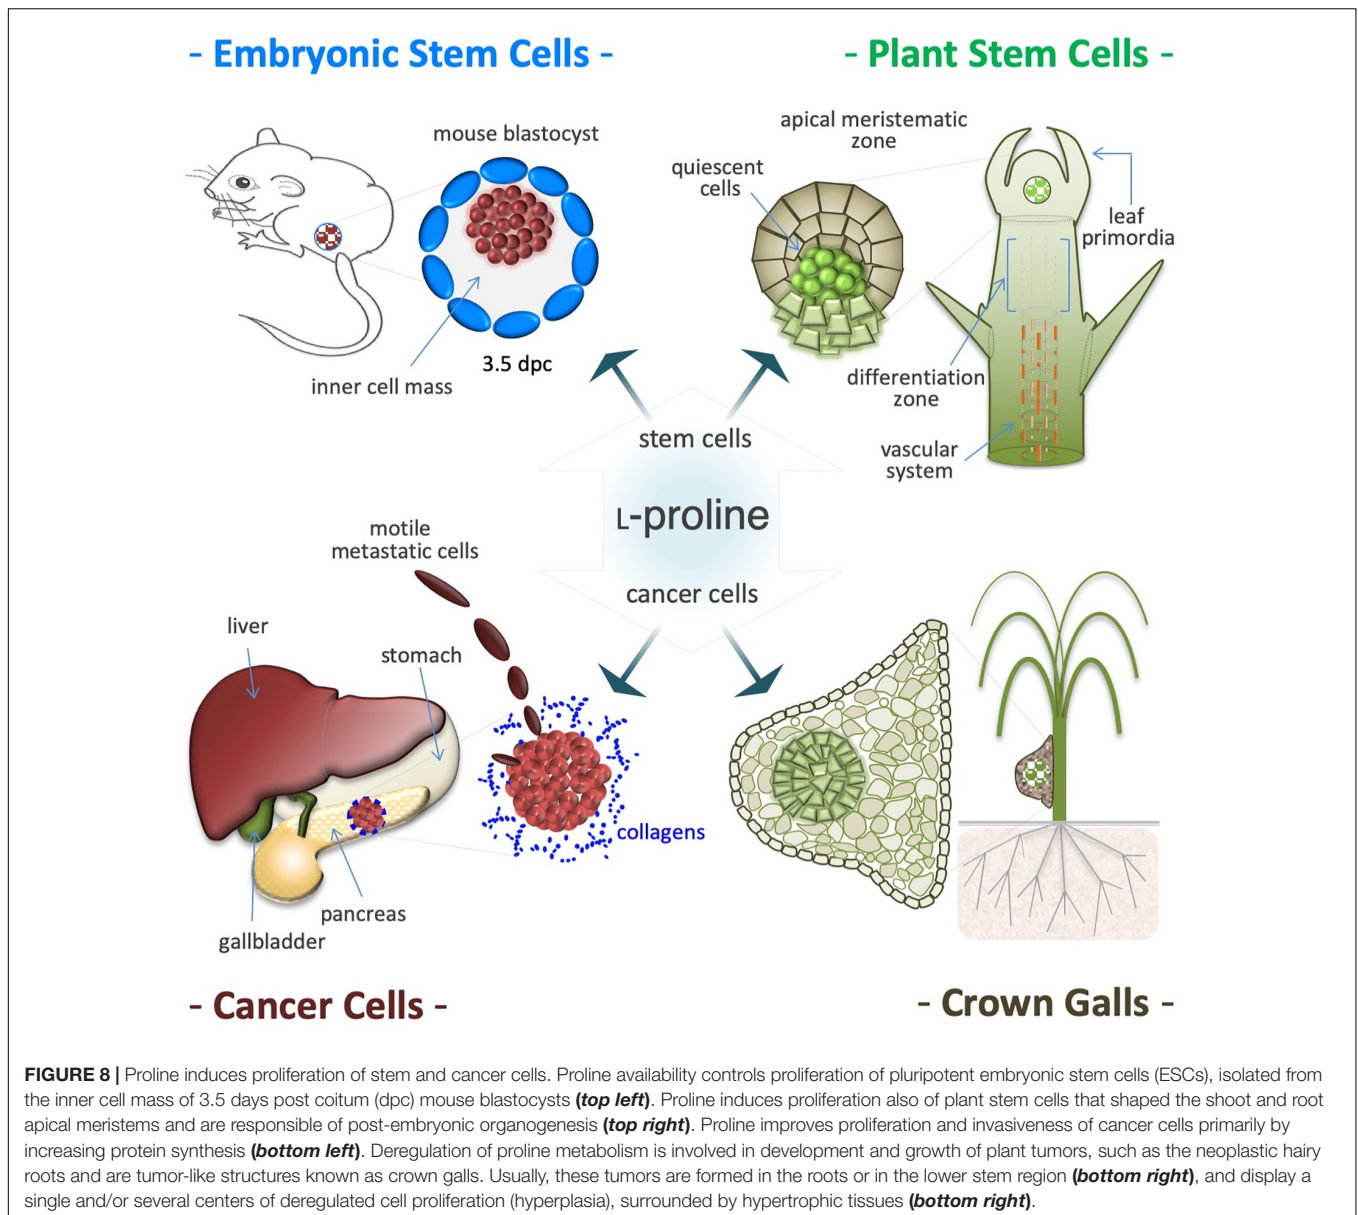 - Embryonic Stem Cells -
- Plant Stem Cells -
mouse blastocyst
inner cell mass
3.5 dpc
apical meristematic
zone
quiescent
cells
leaf
primordia
differentiation
zone
vascular
system
stem cells
L-proline
cancer cells
motile
metastatic cells
liver
stomach
collagens
pancreas
gallbladder
- Cancer Cells -
- Crown Galls -
FIGURE 8 | Proline induces proliferation of stem and cancer cells. Proline availability controls proliferation of pluripotent embryonic stem cells (ESCs), isolated from
the inner cell mass of 3.5 days post coitum (dpc) mouse blastocysts (top left). Proline induces proliferation also of plant stem cells that shaped the shoot and root
apical meristems and are responsible of post-embryonic organogenesis (top right). Proline improves proliferation and invasiveness of cancer cells primarily by
increasing protein synthesis (bottom left). Deregulation of proline metabolism is involved in development and growth of plant tumors, such as the neoplastic hairy
roots and are tumor-like structures known as crown galls. Usually, these tumors are formed in the roots or in the lower stem region (bottom right), and display a
single and/or several centers of deregulated cell proliferation (hyperplasia), surrounded by hypertrophic tissues (bottom right).